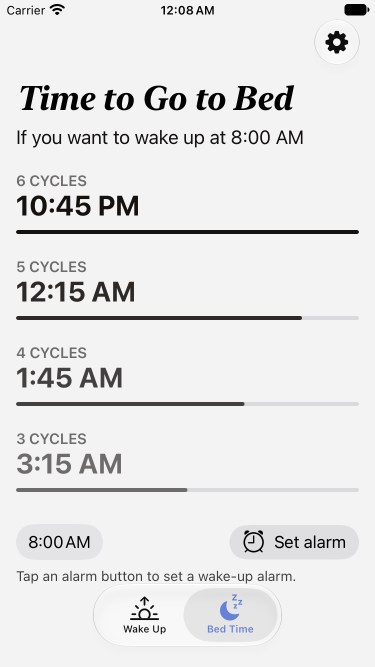 Carrier 12:08 AM
Time to Go to Bed
If you want to wake up at 8:00 AM
6 CYCLES
10:45 PM
5 CYCLES
12:15 AM
4 CYCLES
1:45 AM
3 CYCLES
3:15 AM
8:00 AM Set alarm
Tap an alarm button to set a wake-up alarm.
z z z
Wake Up Bed Time